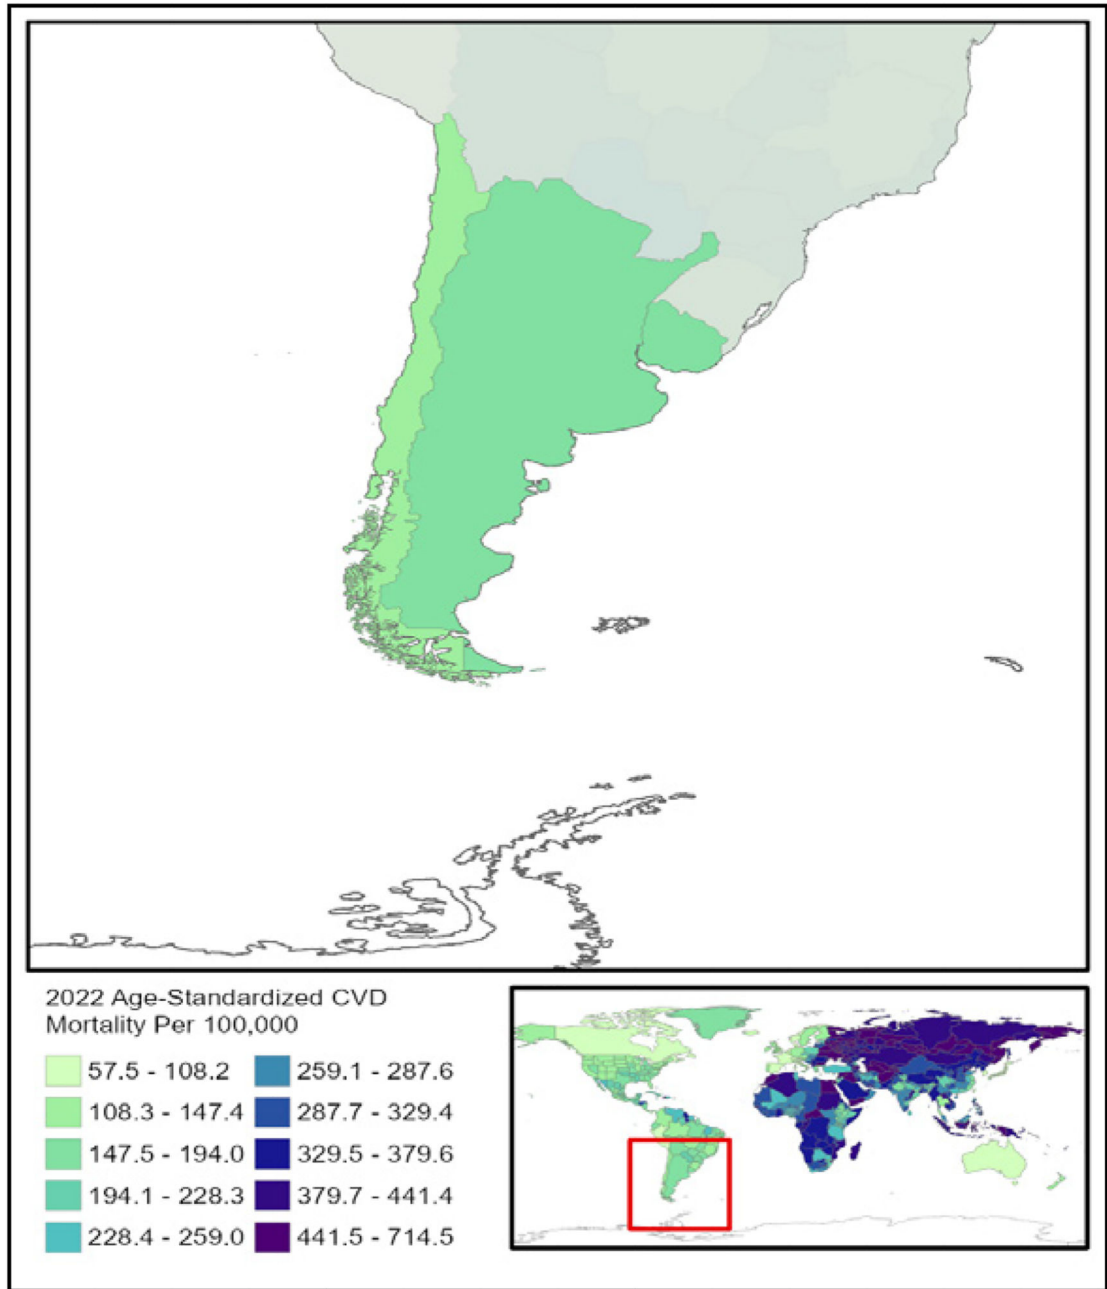 2022 Age-Standardized CVD
Mortality Per 100,000
57.5 - 108.2
108.3 - 147.4
147.5 - 194.0
194.1 - 228.3
228.4 - 259.0
259.1 - 287.6
287.7 - 329.4
329.5 - 379.6
379.7 - 441.4
441.5 - 714.5